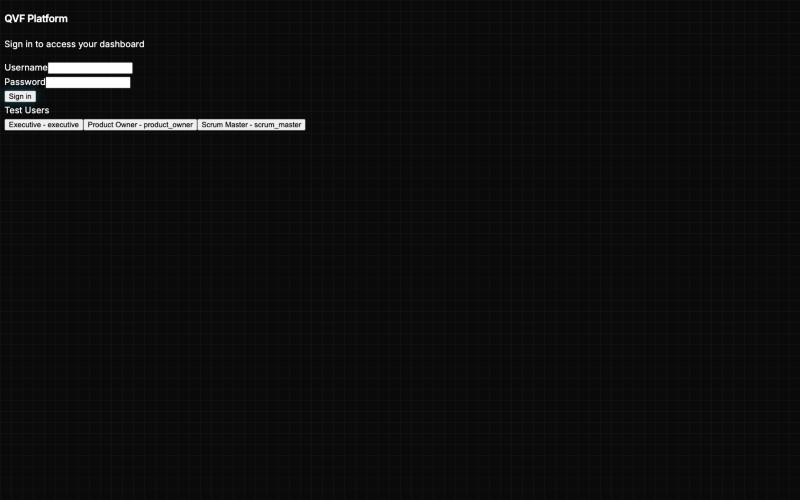 QVF Platform
Sign in to access your dashboard
Username
Password
Sign in
Test Users
Executive - executive Product Owner - product_owner Scrum Master - scrum_master